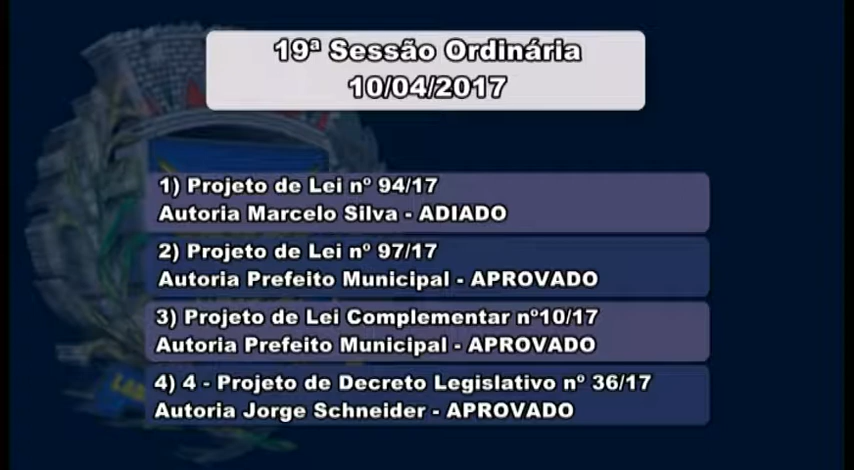 19ª Sessão Ordinária
10/04/2017
1) Projeto de Lei nº 94/17
Autoria Marcelo Silva - ADIADO
2) Projeto de Lei nº 97/17
Autoria Prefeito Municipal - APROVADO
3) Projeto de Lei Complementar nº10/17
Autoria Prefeito Municipal - APROVADO
4) 4 - Projeto de Decreto Legislativo nº 36/17
Autoria Jorge Schneider - APROVADO